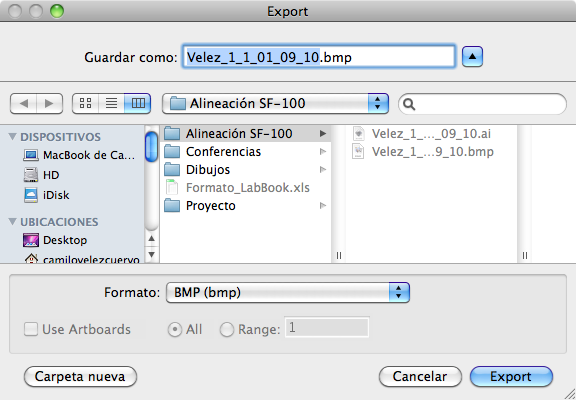 Export
Guardar como: Velez_1_1_01_09_10.bmp
Alineación SF-100
DISPOSITIVOS
MacBook de Ca...
HD
iDisk
UBICACIONES
Desktop
camilovelezcuervo
Alineación SF-100
Conferencias
Dibujos
Formato_LabBook.xls
Proyecto
Velez_1_..._09_10.ai
Velez_1_...9_10.bmp
Formato: BMP (bmp)
Use Artboards All Range: 1
Carpeta nueva Cancelar Export